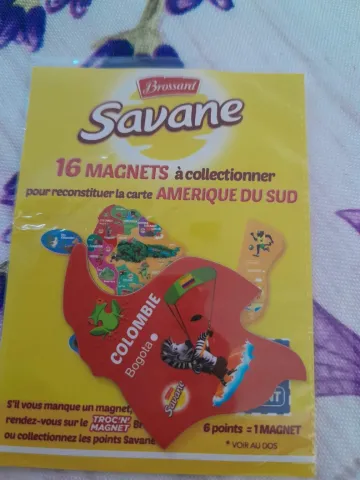 Brossard
Savane
16 MAGNETS à collectionner
pour reconstituer la carte AMERIQUE DU SUD
COLOMBIE
Bogota
Savane
S'il vous manque un magnet,
rendez-vous sur le TROC'N' MAGNET
ou collectionnez les points Savane
6 points = 1 MAGNET
* VOIR AU DOS